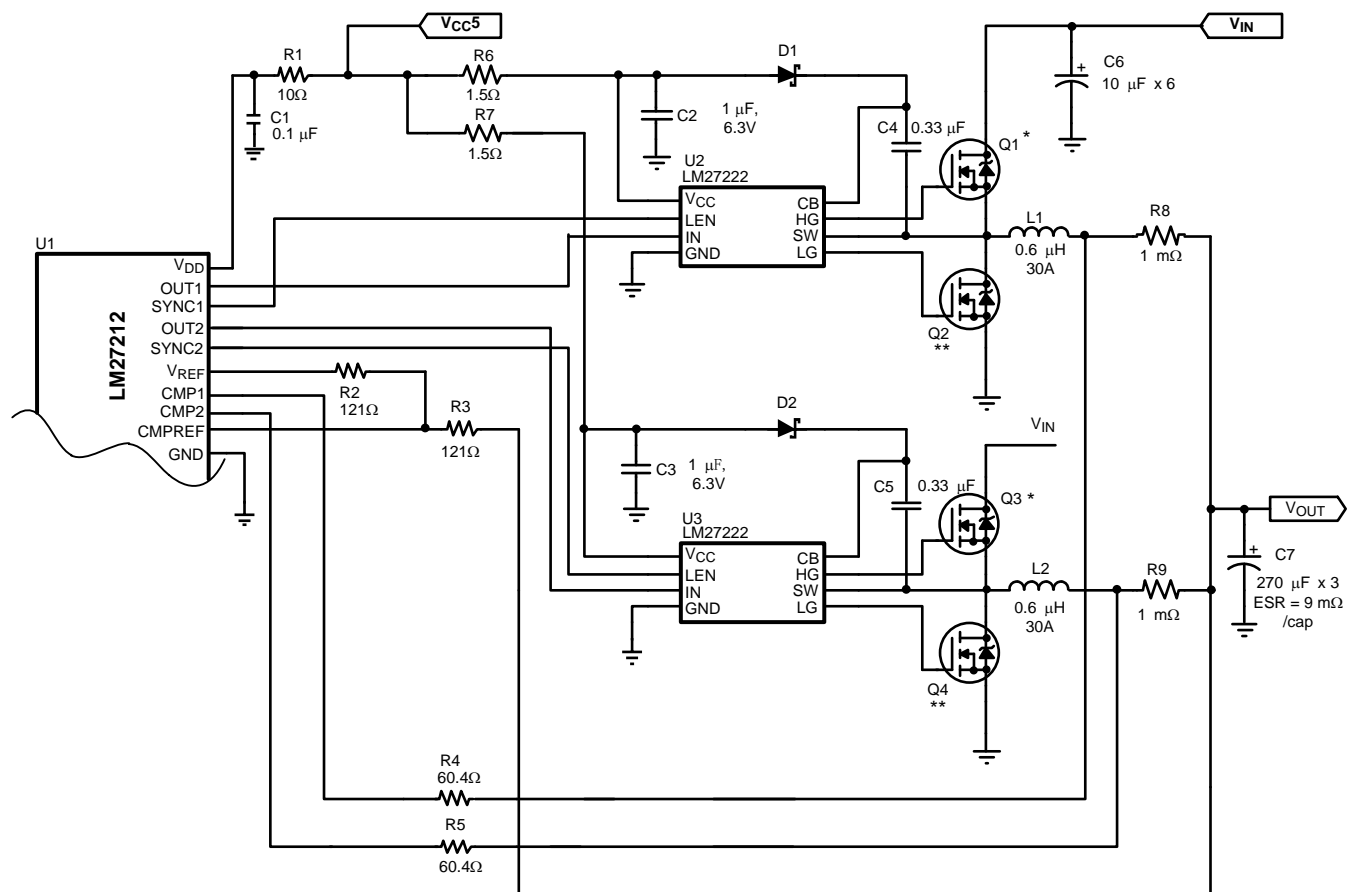 VCC5
VIN
R1
10Ω
R6
1.5Ω
D1
C6
10 μF x 6
C1
0.1 μF
R7
1.5Ω
C2
1 μF,
6.3V
C4
0.33 μF
Q1 *
U2
LM27222
VCC
LEN
IN
GND
CB
HG
SW
LG
L1
0.6 μH
30A
R8
1 mΩ
Q2
**
U1
LM27212
VDD
OUT1
SYNC1
OUT2
SYNC2
VREF
CMP1
CMP2
CMPREF
GND
R2
121Ω
R3
121Ω
D2
VIN
C3
1 μF,
6.3V
C5
0.33 μF
Q3 *
U3
LM27222
VCC
LEN
IN
GND
CB
HG
SW
LG
L2
0.6 μH
30A
R9
1 mΩ
VOUT
C7
270 μF x 3
ESR = 9 mΩ
/cap
Q4
**
R4
60.4Ω
R5
60.4Ω